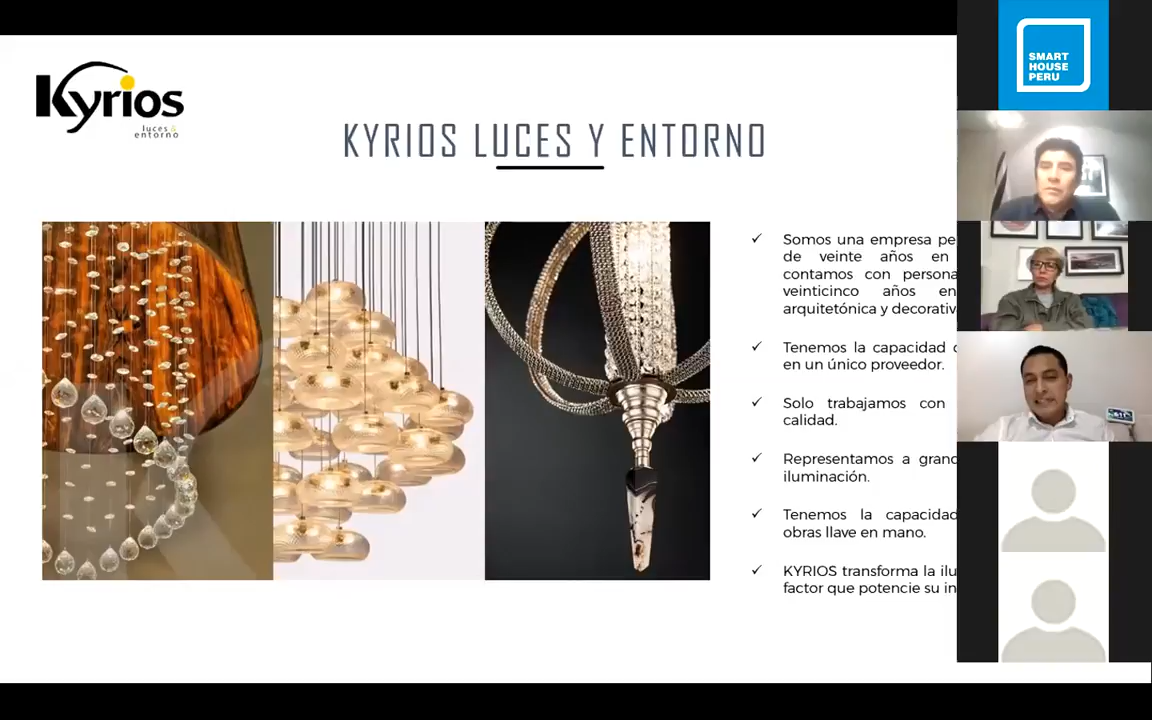 Kyrios
luces &
entorno
KYRIOS LUCES Y ENTORNO
Somos una empresa pe
de veinte años en
contamos con persona
veinticinco años en
arquitetónica y decorativ
Tenemos la capacidad
en un único proveedor.
Solo trabajamos con
calidad.
Representamos a gran
iluminación.
Tenemos la capacidad
obras llave en mano.
KYRIOS transforma la ilu
factor que potencie su in
SMART
HOUSE
PERU